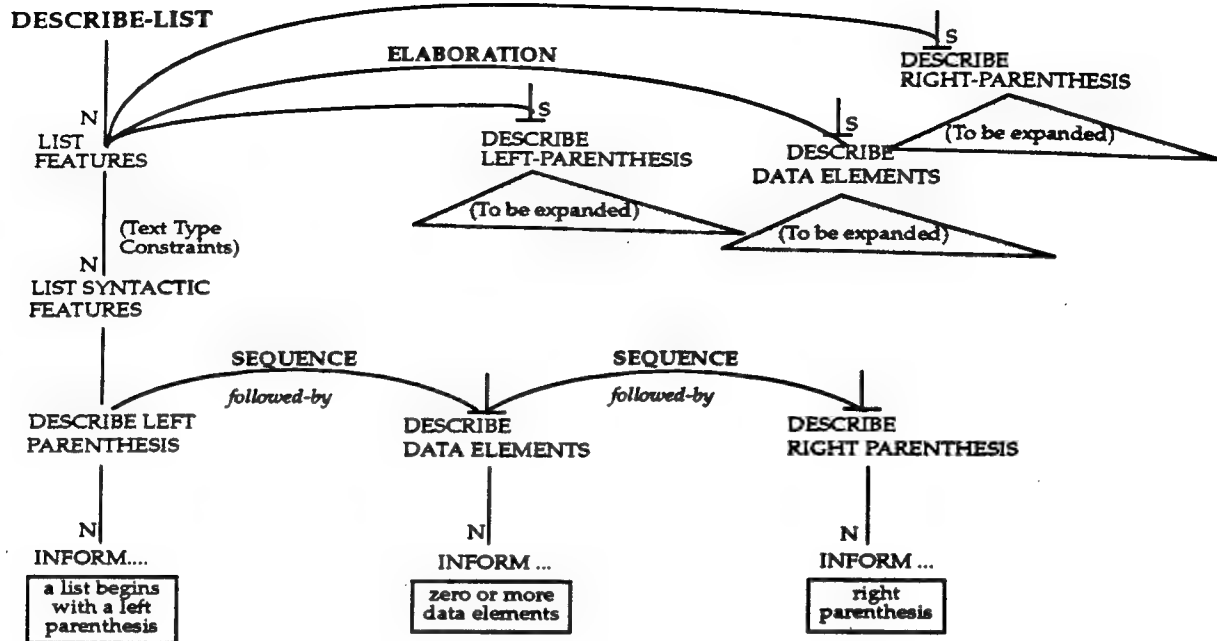 DESCRIBE-LIST
ELABORATION
S
DESCRIBE
RIGHT-PARENTHESIS
(To be expanded)
N
LIST
FEATURES
S
DESCRIBE
LEFT-PARENTHESIS
(To be expanded)
S
DESCRIBE
DATA ELEMENTS
(To be expanded)
(Text Type
Constraints)
N
LIST SYNTACTIC
FEATURES
SEQUENCE
followed-by
SEQUENCE
followed-by
DESCRIBE LEFT
PARENTHESIS
DESCRIBE
DATA ELEMENTS
DESCRIBE
RIGHT PARENTHESIS
N
INFORM....
a list begins
with a left
parenthesis
N
INFORM ...
zero or more
data elements
N
INFORM ...
right
parenthesis